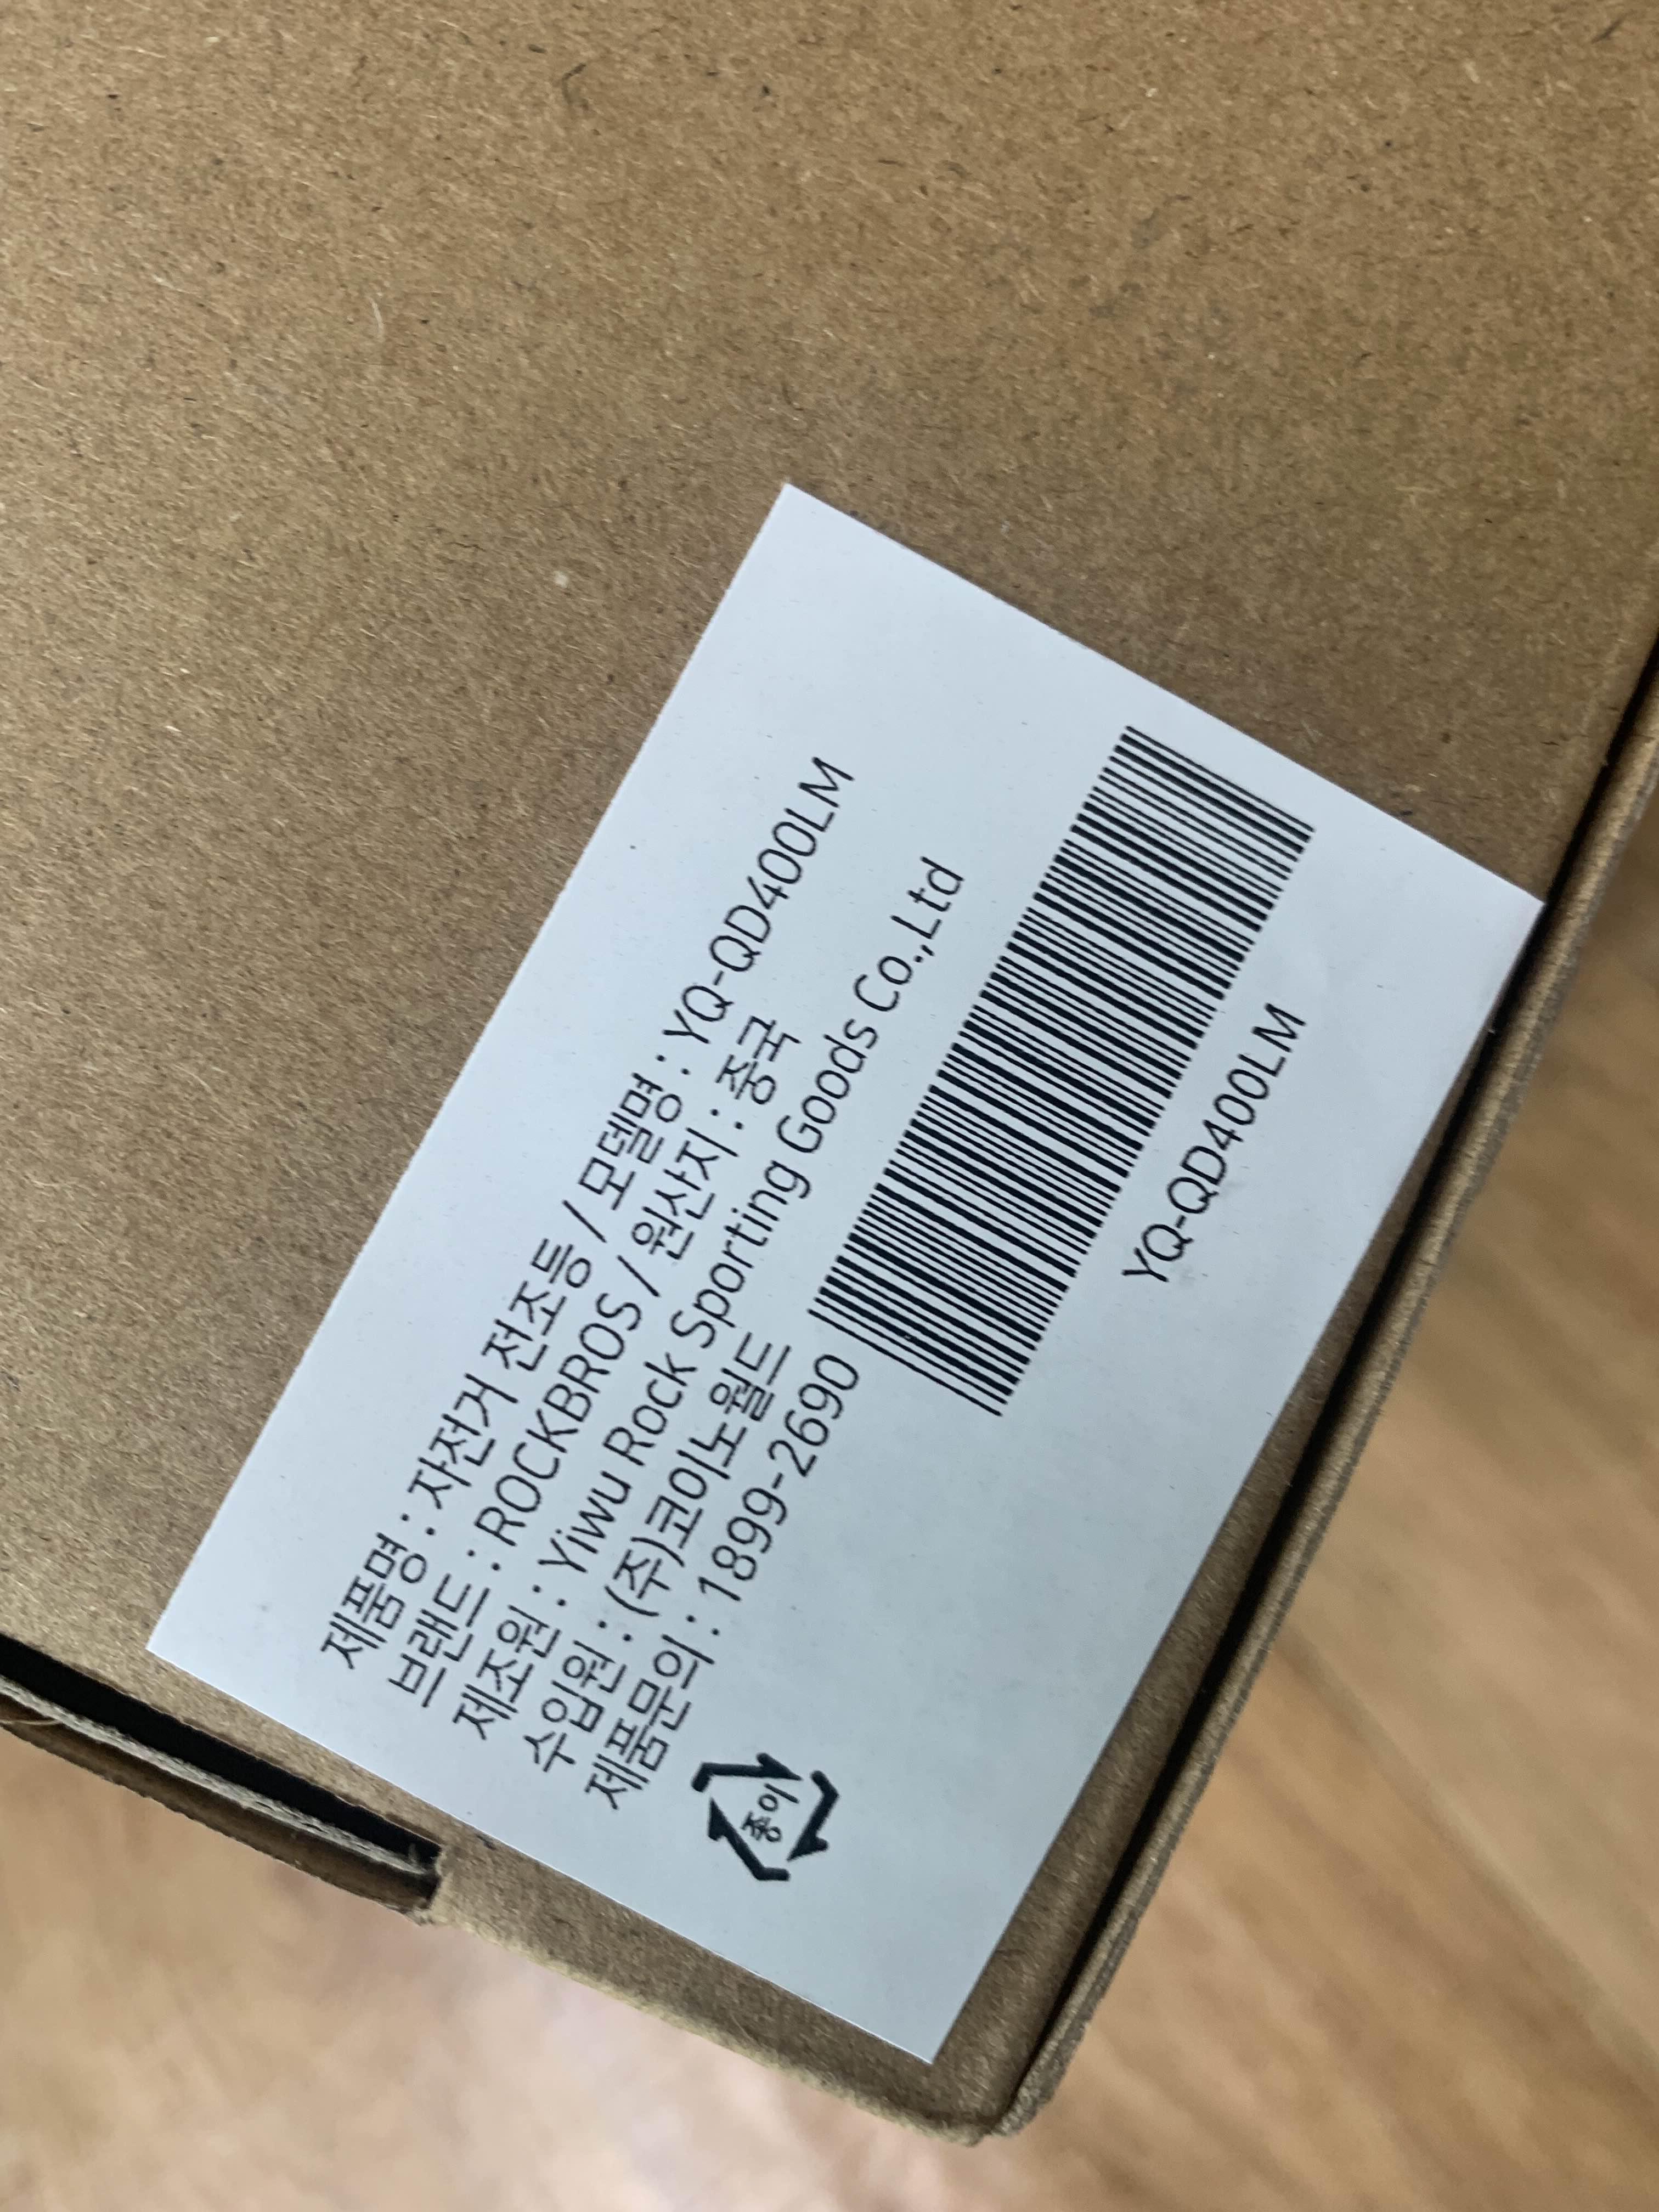 제품명 : 자전거 전조등 / 모델명 : YQ-QD400LM
브랜드 : ROCKBROS / 원산지 : 중국
제조원 : Yiwu Rock Sporting Goods Co.,Ltd
수입원 : (주)코이노월드
제품문의 : 1899-2690
종이
YQ-QD400LM